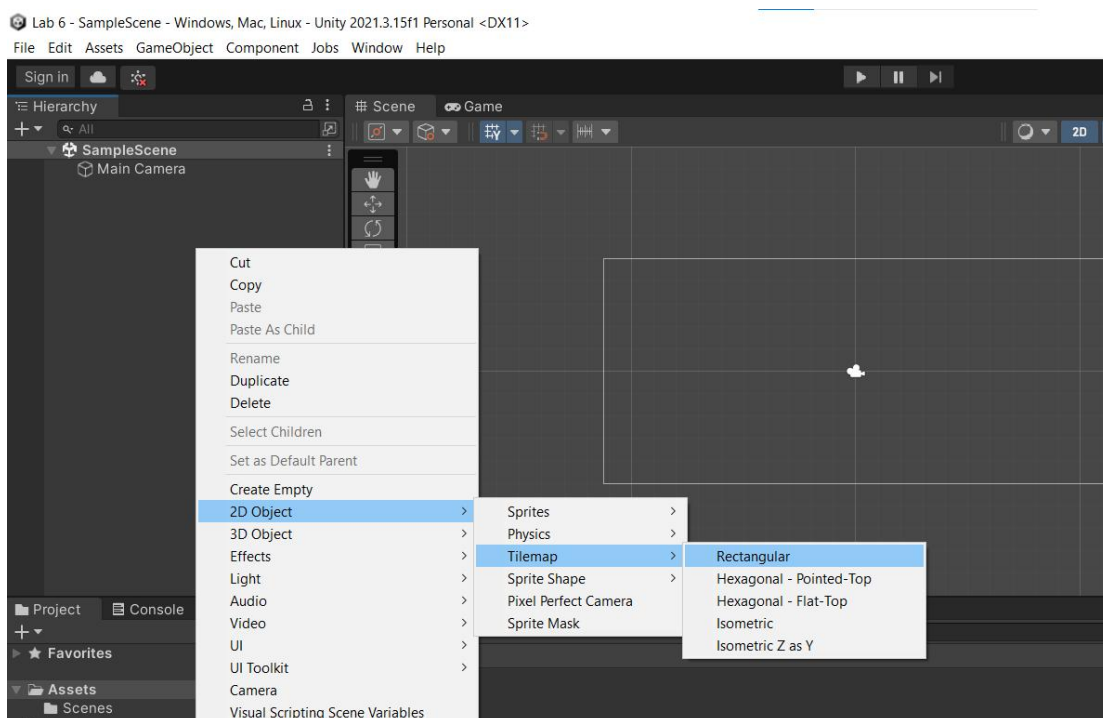 Lab 6 - SampleScene - Windows, Mac, Linux - Unity 2021.3.15f1 Personal <DX11>
File Edit Assets GameObject Component Jobs Window Help
Sign in
Hierarchy
Scene
Game
All
2D
SampleScene
Main Camera
Cut
Copy
Paste
Paste As Child
Rename
Duplicate
Delete
Select Children
Set as Default Parent
Create Empty
2D Object
3D Object
Effects
Light
Audio
Video
UI
UI Toolkit
Camera
Visual Scripting Scene Variables
Sprites
Physics
Tilemap
Sprite Shape
Pixel Perfect Camera
Sprite Mask
Rectangular
Hexagonal - Pointed-Top
Hexagonal - Flat-Top
Isometric
Isometric Z as Y
Project
Console
Favorites
Assets
Scenes